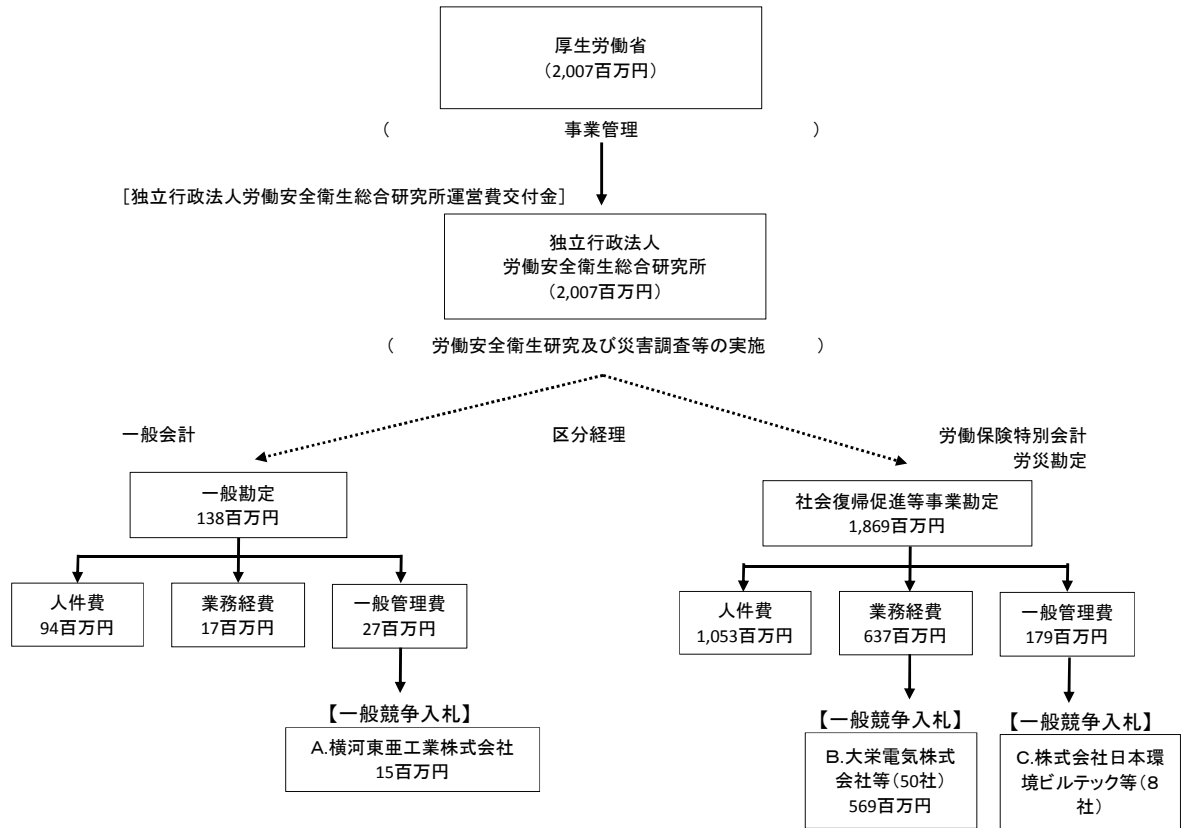 厚生労働省
（2,007百万円）
（　事業管理　）
［独立行政法人労働安全衛生総合研究所運営費交付金］
独立行政法人
労働安全衛生総合研究所
（2,007百万円）
（　労働安全衛生研究及び災害調査等の実施　）
一般会計
区分経理
労働保険特別会計
労災勘定
一般勘定
138百万円
社会復帰促進等事業勘定
1,869百万円
人件費
94百万円
業務経費
17百万円
一般管理費
27百万円
人件費
1,053百万円
業務経費
637百万円
一般管理費
179百万円
【一般競争入札】
A.横河東亜工業株式会社
15百万円
【一般競争入札】
B.大栄電気株式
会社等（50社）
569百万円
【一般競争入札】
C.株式会社日本環
境ビルテック等（８
社）